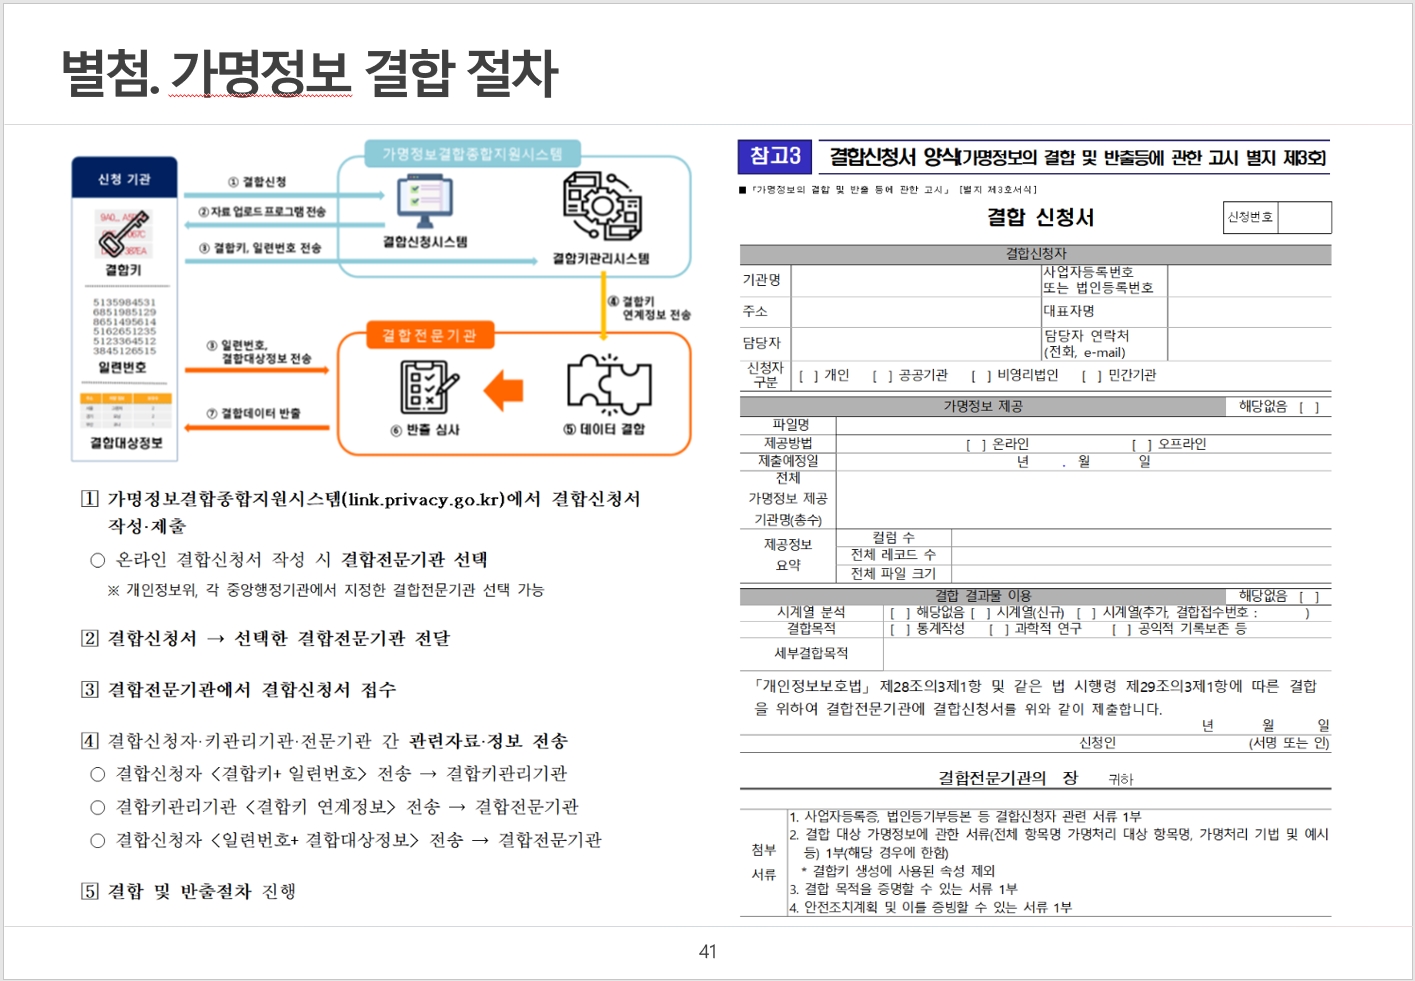 별첨. 가명정보 결합 절차
신청 기관
결합키
5135984531
6851985129
8651495614
5162651235
5123364512
3845126515
일련번호
결합대상정보
① 결합신청
② 자료 업로드 프로그램 전송
③ 결합키, 일련번호 전송
가명정보결합종합지원시스템
결합신청시스템
결합키관리시스템
④ 결합키
연계정보 전송
③ 일련번호,
결합대상정보 전송
⑦ 결합데이터 반출
결합전문기관
⑥ 반출 심사
⑤ 데이터 결합
1 가명정보결합종합지원시스템(link.privacy.go.kr)에서 결합신청서
작성·제출
○ 온라인 결합신청서 작성 시 결합전문기관 선택
※ 개인정보위, 각 중앙행정기관에서 지정한 결합전문기관 선택 가능
2 결합신청서 → 선택한 결합전문기관 전달
3 결합전문기관에서 결합신청서 접수
4 결합신청자·키관리기관·전문기관 간 관련자료·정보 전송
○ 결합신청자 <결합키+ 일련번호> 전송 → 결합키관리기관
○ 결합키관리기관 <결합키 연계정보> 전송 → 결합전문기관
○ 결합신청자 <일련번호+ 결합대상정보> 전송 → 결합전문기관
5 결합 및 반출절차 진행
참고3 결합신청서 양식(가명정보의 결합 및 반출등에 관한 고시 별지 제3호)
■ 「가명정보의 결합 및 반출 등에 관한 고시」 [별지 제3호서식]
결합 신청서
신청번호
결합신청자
기관명 사업자등록번호
또는 법인등록번호
주소 대표자명
담당자 담당자 연락처
(전화, e-mail)
신청자
구분 [ ] 개인 [ ] 공공기관 [ ] 비영리법인 [ ] 민간기관
가명정보 제공 해당없음 [ ]
파일명
제공방법 [ ] 온라인 [ ] 오프라인
제출예정일 년 . 월 일
전체
가명정보 제공
기관명(총수)
제공정보
요약
컬럼 수
전체 레코드 수
전체 파일 크기
결합 결과물 이용 해당없음 [ ]
시계열 분석 [ ] 해당없음 [ ] 시계열(신규) [ ] 시계열(추가, 결합접수번호 : )
결합목적 [ ] 통계작성 [ ] 과학적 연구 [ ] 공익적 기록보존 등
세부결합목적
「개인정보보호법」 제28조의3제1항 및 같은 법 시행령 제29조의3제1항에 따른 결합
을 위하여 결합전문기관에 결합신청서를 위와 같이 제출합니다.
년 월 일
신청인 (서명 또는 인)
결합전문기관의 장 귀하
첨부
서류
1. 사업자등록증, 법인등기부등본 등 결합신청자 관련 서류 1부
2. 결합 대상 가명정보에 관한 서류(전체 항목명 가명처리 대상 항목명, 가명처리 기법 및 예시
등) 1부(해당 경우에 한함)
* 결합키 생성에 사용된 속성 제외
3. 결합 목적을 증명할 수 있는 서류 1부
4. 안전조치계획 및 이를 증빙할 수 있는 서류 1부
41